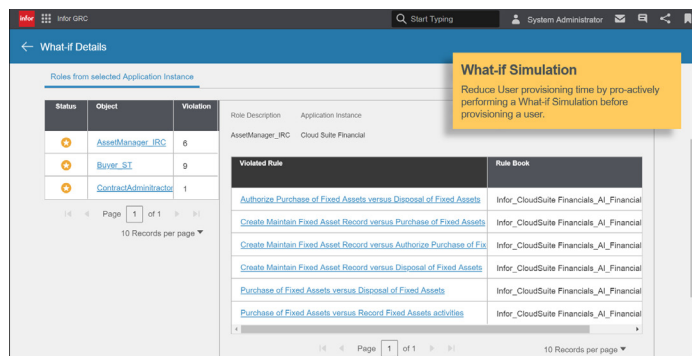 infor Infor GRC Start Typing System Administrator
What-if Details
Roles from selected Application Instance
What-if Simulation
Reduce User provisioning time by pro-actively
performing a What-if Simulation before
provisioning a user.
Status Object Violation
AssetManager_IRC 6
Buyer_ST 9
ContractAdminitractor 1
Page 1 of 1
10 Records per page
Role Description Application Instance
AssetManager_IRC Cloud Suite Financial
Violated Rule Rule Book
Authorize Purchase of Fixed Assets versus Disposal of Fixed Assets Infor_CloudSuite Financials_AI_Financial
Create Maintain Fixed Asset Record versus Purchase of Fixed Assets Infor_CloudSuite Financials_AI_Financial
Create Maintain Fixed Asset Record versus Authorize Purchase of Fix Infor_CloudSuite Financials_AI_Financial
Create Maintain Fixed Asset Record versus Disposal of Fixed Assets Infor_CloudSuite Financials_AI_Financial
Purchase of Fixed Assets versus Disposal of Fixed Assets Infor_CloudSuite Financials_AI_Financial
Purchase of Fixed Assets versus Record Fixed Assets activities Infor_CloudSuite Financials_AI_Financial
Page 1 of 1
10 Records per page